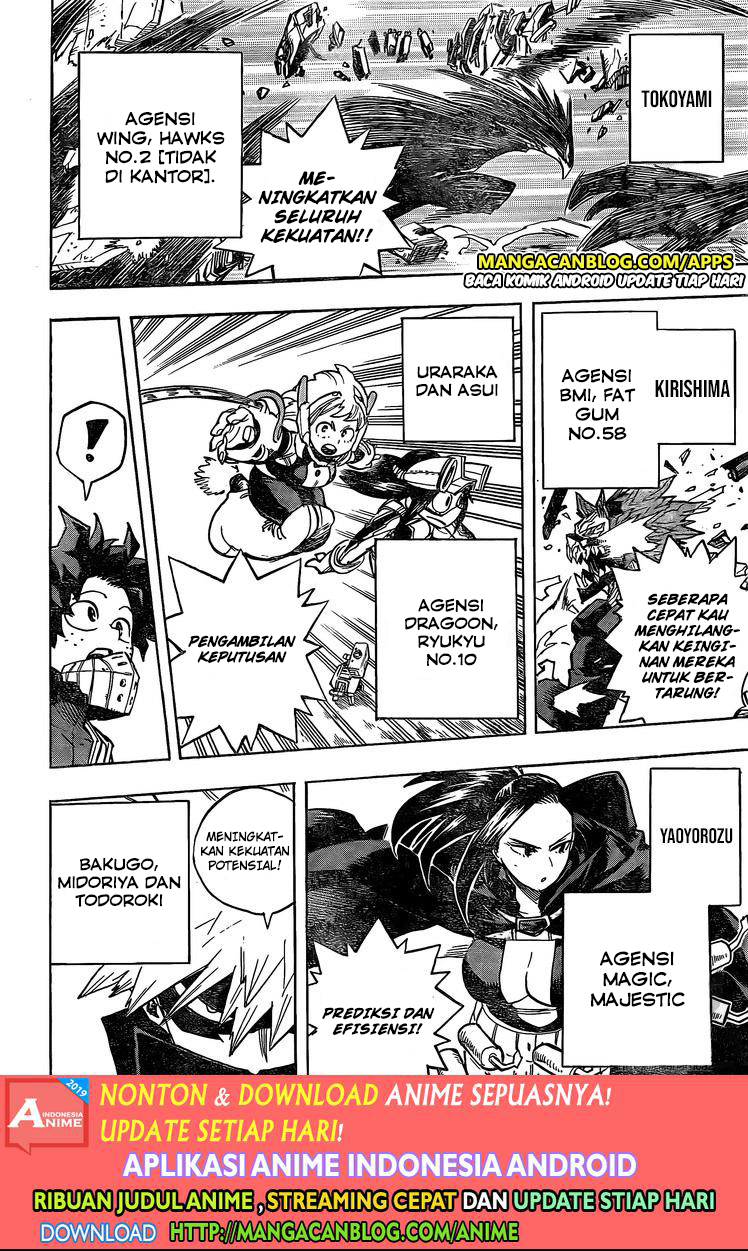 TOKOYAMI
AGENSI
WING, HAWKS
NO.2 [TIDAK
DI KANTOR].
ME-
NINGKATKAN
SELURUH
KEKUATAN!!
MANGACANBLOG.COM/APPS
BACA KOMIK ANDROID UPDATE TIAP HARI
KIRISHIMA
AGENSI
BMI, FAT
GUM
NO.58
SEBERAPA
CEPAT KAU
MENGHILANG-
KAN KEINGI-
NAN MEREKA
UNTUK BER-
TARUNG!
URARAKA
DAN ASUI
AGENSI
DRAGOON,
RYUKYU
NO.10
PENGAMBILAN
KEPUTUSAN
!
YAOYOROZU
AGENSI
MAGIC,
MAJESTIC
PREDIKSI DAN
EFISIENSI!
MENINGKAT-
KAN KEKUATAN
POTENSIAL!
BAKUGO,
MIDORIYA DAN
TODOROKI
2019
INDONESIA
ANIME
NONTON & DOWNLOAD ANIME SEPUASNYA!
UPDATE SETIAP HARI!
APLIKASI ANIME INDONESIA ANDROID
RIBUAN JUDUL ANIME , STREAMING CEPAT DAN UPDATE STIAP HARI
DOWNLOAD HTTP://MANGACANBLOG.COM/ANIME